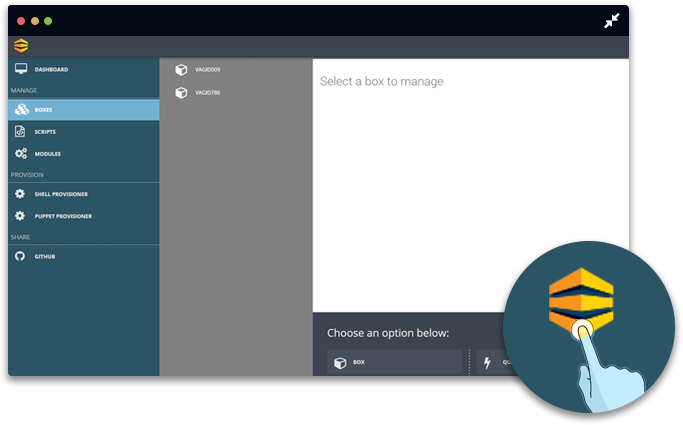 DASHBOARD
MANAGE
BOXES
SCRIPTS
MODULES
PROVISION
SHELL PROVISIONER
PUPPET PROVISIONER
SHARE
GITHUB
VAGID009
VAGID786
Select a box to manage
Choose an option below:
BOX